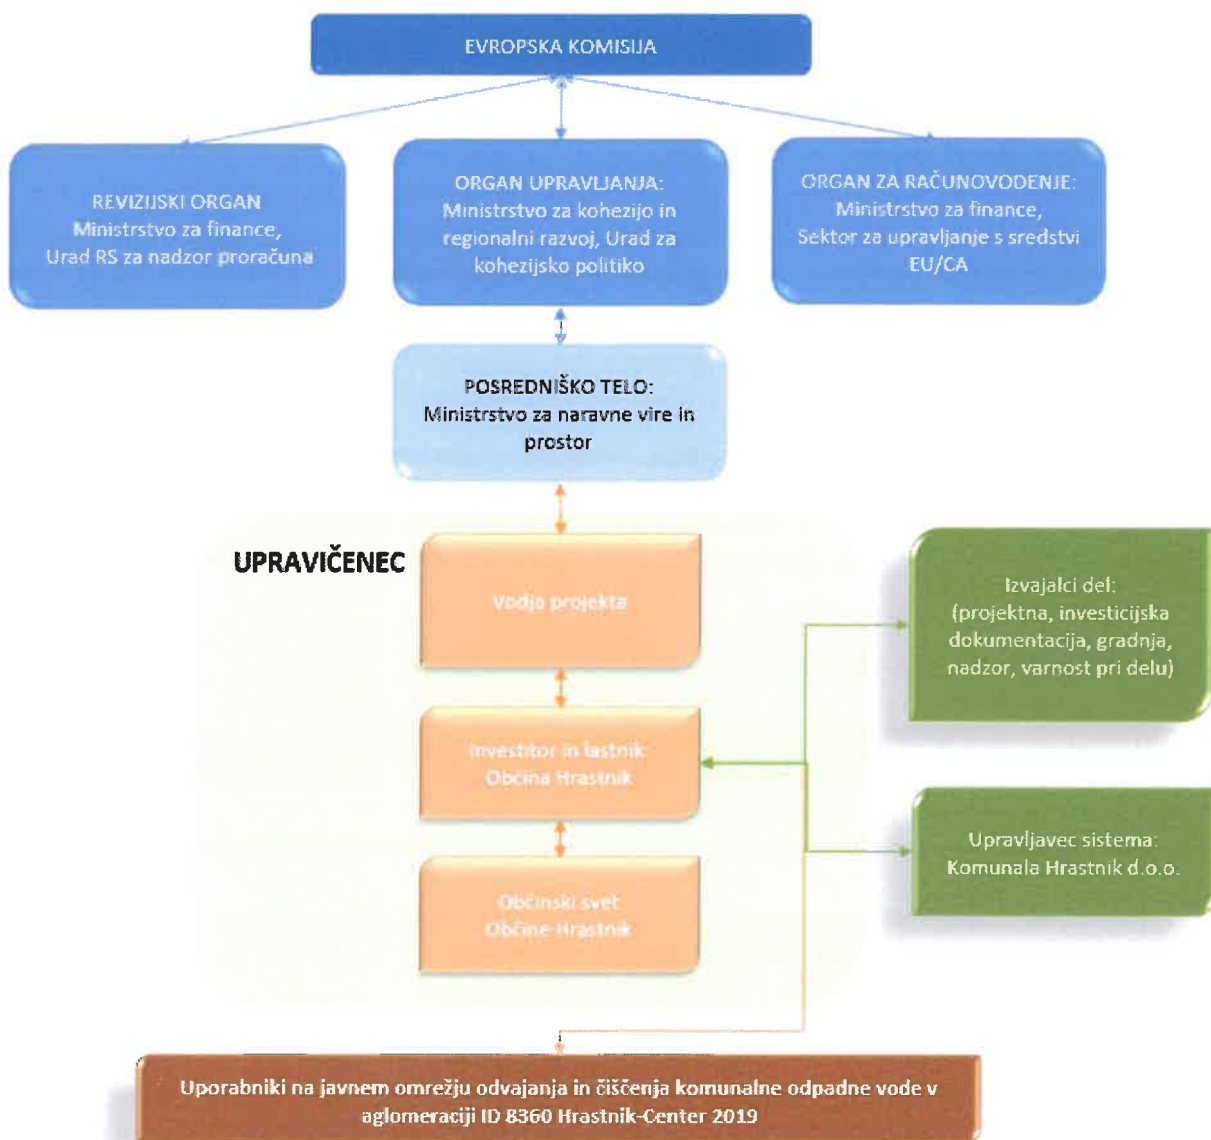 EVROPSKA KOMISIJA
REVIZIJSKI ORGAN
Ministrstvo za finance,
Urad RS za nadzor proračuna
ORGAN UPRAVLJANJA:
Ministrstvo za kohezijo in
regionalni razvoj, Urad za
kohezijsko politiko
ORGAN ZA RAČUNOVODENJE:
Ministrstvo za finance,
Sektor za upravljanje s sredstvi
EU/CA
POSREDNIŠKO TELO:
Ministrstvo za naravne vire in
prostor
UPRAVIČENEC
Vodja projekta
Investitor in lastnik
Občina Hrastnik
Občinski svet
Občine Hrastnik
Izvajalci del:
(projektna, investicijska
dokumentacija, gradnja,
nadzor, varnost pri delu)
Upravljavec sistema:
Komunala Hrastnik d.o.o.
Uporabniki na javnem omrežju odvajanja in čiščenja komunalne odpadne vode v
aglomeraciji ID 8360 Hrastnik-Center 2019